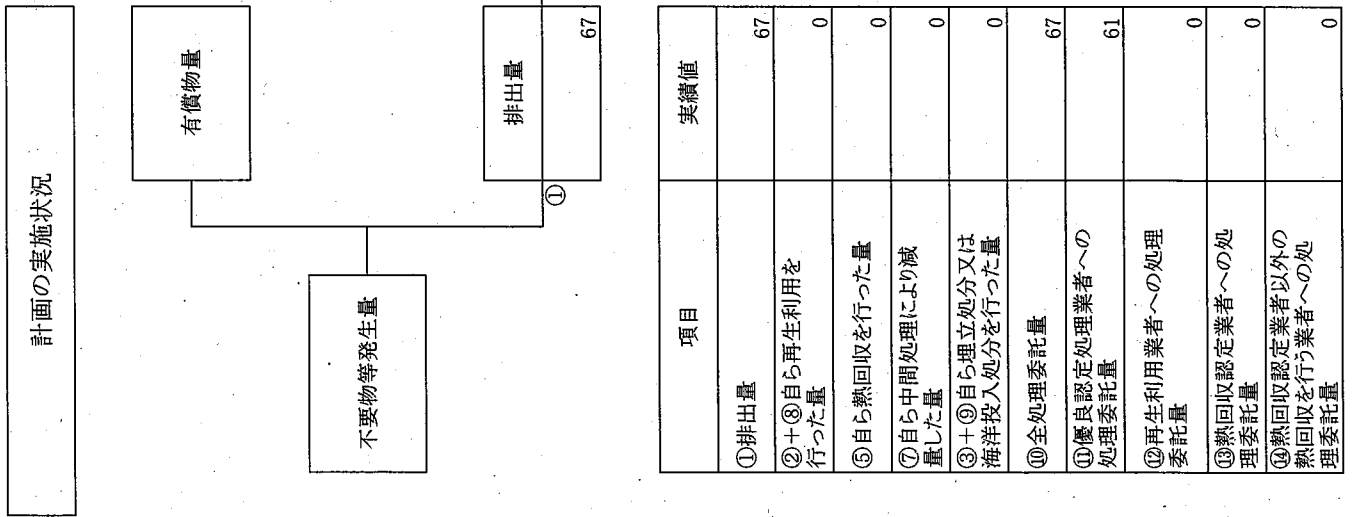 計画の実施状況
有償物量
不要物等発生量
排出量
①
67
項目
実績値
①排出量
67
②+⑧自ら再生利用を
行った量
0
⑤自ら熱回収を行った量
0
⑦自ら中間処理により減
量した量
0
③+⑨自ら埋立処分又は
海洋投入処分を行った量
0
⑩全処理委託量
67
⑪優良認定処理業者への
処理委託量
61
⑫再生利用業者への処理
委託量
0
⑬熱回収認定業者への処
理委託量
0
⑭熱回収認定業者以外の
熱回収を行う業者への処
理委託量
0